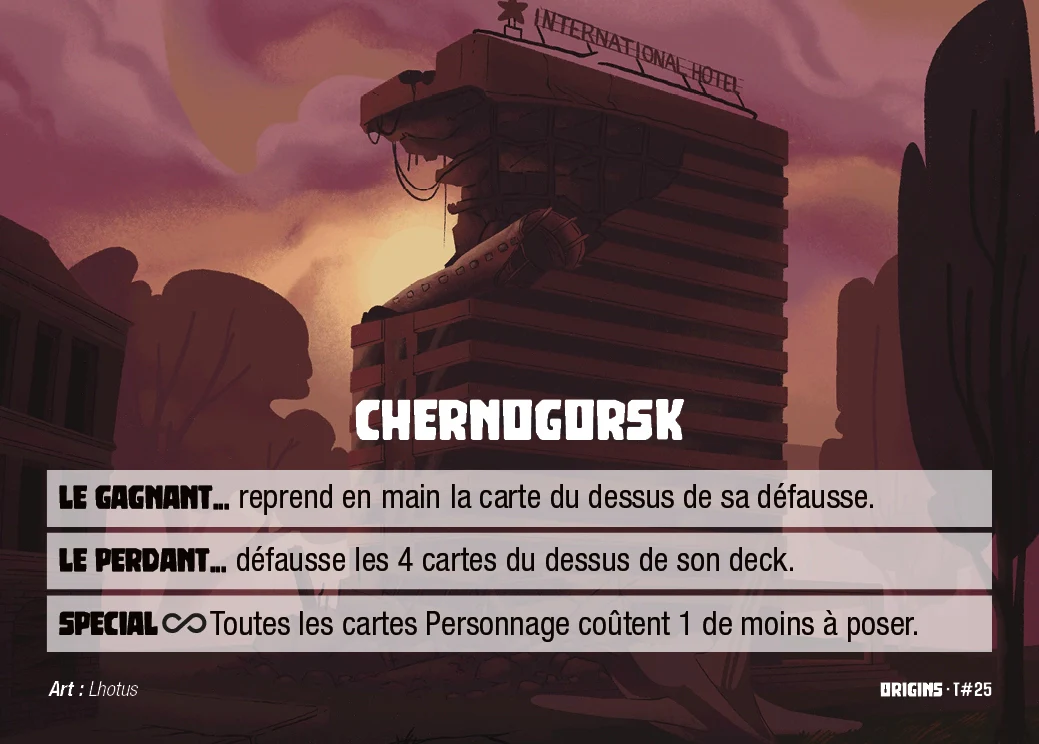 INTERNATIONAL HOTEL
CHERNOGORSK
LE GAGNANT... reprend en main la carte du dessus de sa défausse.
LE PERDANT... défausse les 4 cartes du dessus de son deck.
SPECIAL ∞ Toutes les cartes Personnage coûtent 1 de moins à poser.
Art : Lhotus
ORIGINS · T#25